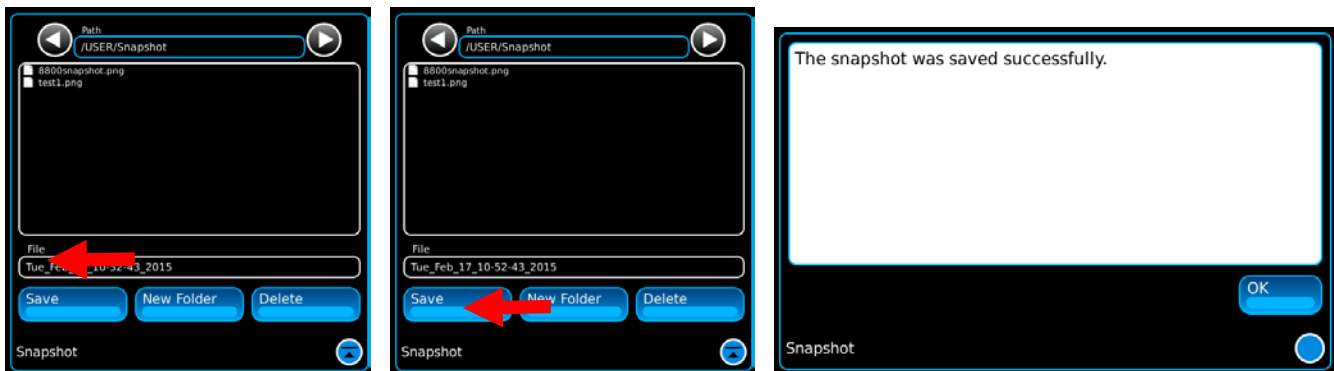 Path
/USER/Snapshot
8800snapshot.png
test1.png
File
Tue_Feb 10-52-43_2015
Save
New Folder
Delete
Snapshot
Path
/USER/Snapshot
8800snapshot.png
test1.png
File
Tue_Feb_17_10-52-43_2015
Save
New Folder
Delete
Snapshot
The snapshot was saved successfully.
OK
Snapshot